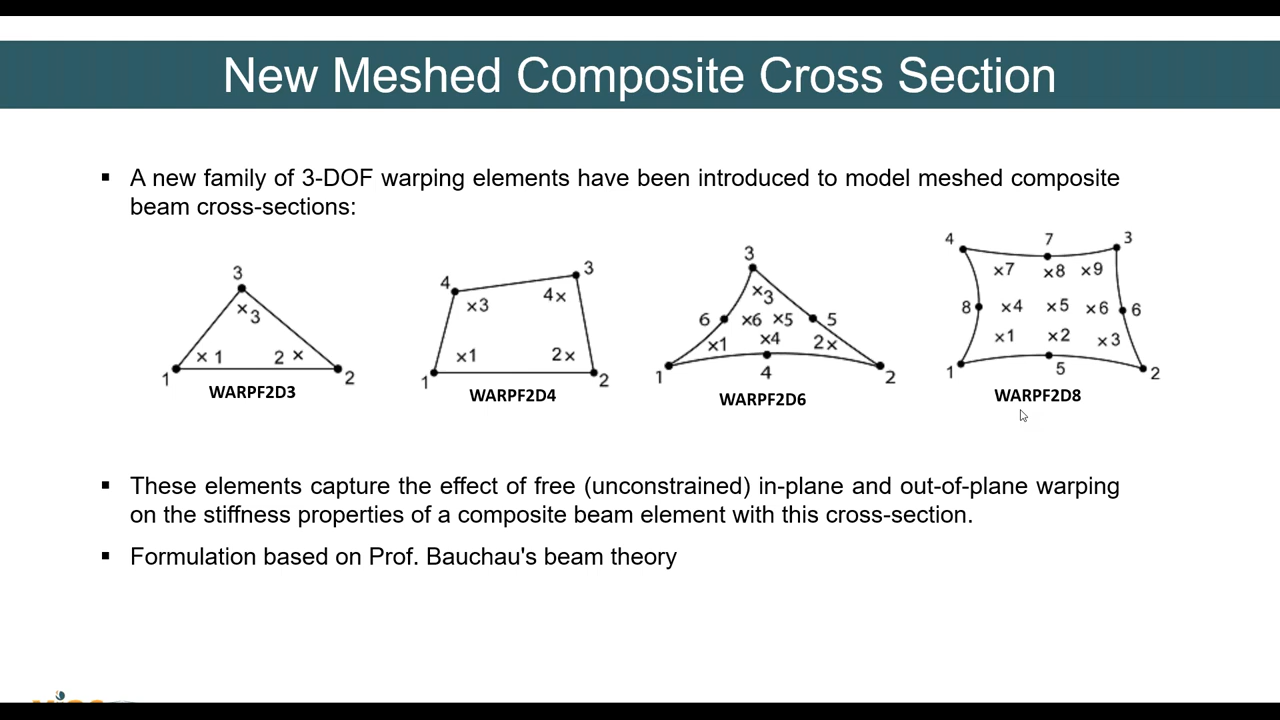 New Meshed Composite Cross Section
▪ A new family of 3-DOF warping elements have been introduced to model meshed composite
beam cross-sections:
3
×3
×1 2×
1 2
WARPF2D3
4 3
×3 4×
×1 2×
1 2
WARPF2D4
3
×3
6 ×6 ×5 5
×1 ×4 2×
1 4 2
WARPF2D6
4 7 3
×7 ×8 ×9
8 ×4 ×5 ×6 6
×1 ×2 ×3
1 5 2
WARPF2D8
▪ These elements capture the effect of free (unconstrained) in-plane and out-of-plane warping
on the stiffness properties of a composite beam element with this cross-section.
▪ Formulation based on Prof. Bauchau's beam theory